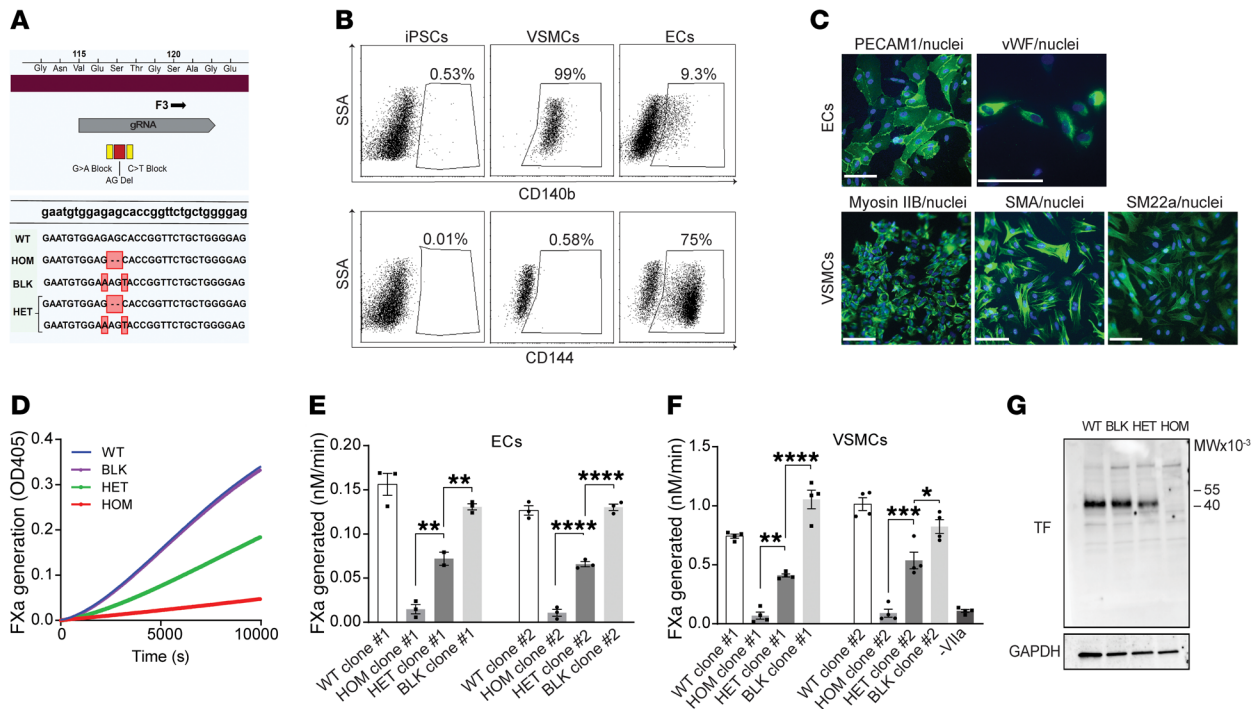 A
115 120
Gly Asn Val Glu Ser Thr Gly Ser Ala Gly Glu
F3
gRNA
G>A Block C>T Block
AG Del
gaatgtggagagcaccggttctgctggggag
WT GAATGTGGAGAGCACCGGTTCTGCTGGGGAG
HOM GAATGTGGAG--CACCGGTTCTGCTGGGGAG
BLK GAATGTGGAAAGTACCGGTTCTGCTGGGGAG
HET GAATGTGGAG--CACCGGTTCTGCTGGGGAG
GAATGTGGAAAGTACCGGTTCTGCTGGGGAG
B
iPSCs VSMCs ECs
SSA
0.53% 99% 9.3%
CD140b
SSA
0.01% 0.58% 75%
CD144
C
PECAM1/nuclei vWF/nuclei
ECs
Myosin IIB/nuclei SMA/nuclei SM22a/nuclei
VSMCs
D
FXa generated (OD405)
0.4
0.3
0.2
0.1
0.0
WT
BLK
HET
HOM
0 5000 10000
Time (s)
E
ECs
FXa generated (nM/min)
0.20
0.15
0.10
0.05
0.00
** ** **** ****
WT clone #1
HOM clone #1
HET clone #1
BLK clone #1
WT clone #2
HOM clone #2
HET clone #2
BLK clone #2
F
VSMCs
FXa generated (nM/min)
1.5
1.0
0.5
0.0
** **** *** *
WT clone #1
HOM clone #1
HET clone #1
BLK clone #1
WT clone #2
HOM clone #2
HET clone #2
BLK clone #2
-VIIa
G
WT BLK HET HOM
MWx10-3
– 55
– 40
TF
GAPDH